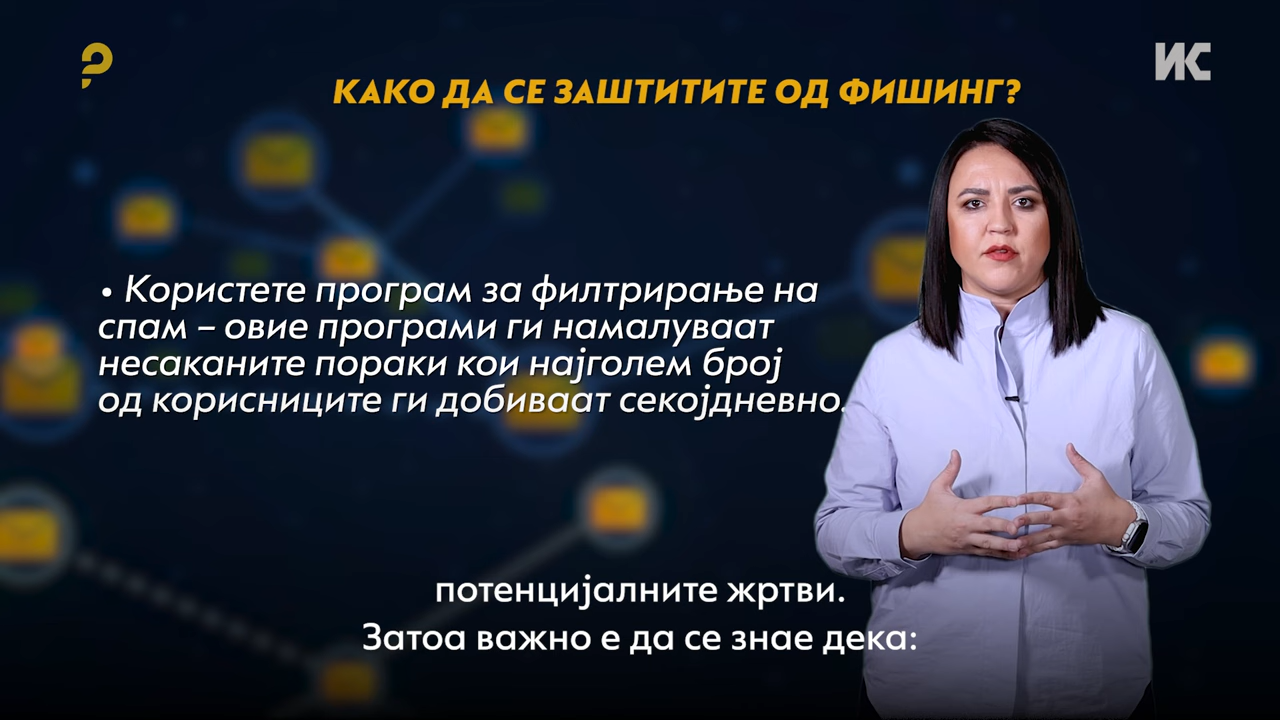 ИС
КАКО ДА СЕ ЗАШТИТИТЕ ОД ФИШИНГ?
• Користете програм за филтрирање на
спам – овие програми ги намалуваат
несаканите пораки кои најголем број
од корисниците ги добиваат секојдневно.
потенцијалните жртви.
Затоа важно е да се знае дека: